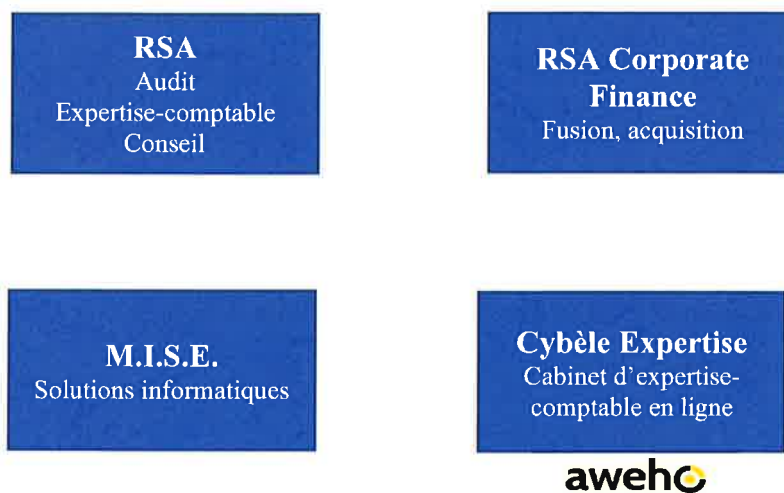 RSA
Audit
Expertise-comptable
Conseil
RSA Corporate
Finance
Fusion, acquisition
M.I.S.E.
Solutions informatiques
Cybèle Expertise
Cabinet d'expertise-
comptable en ligne
aweho